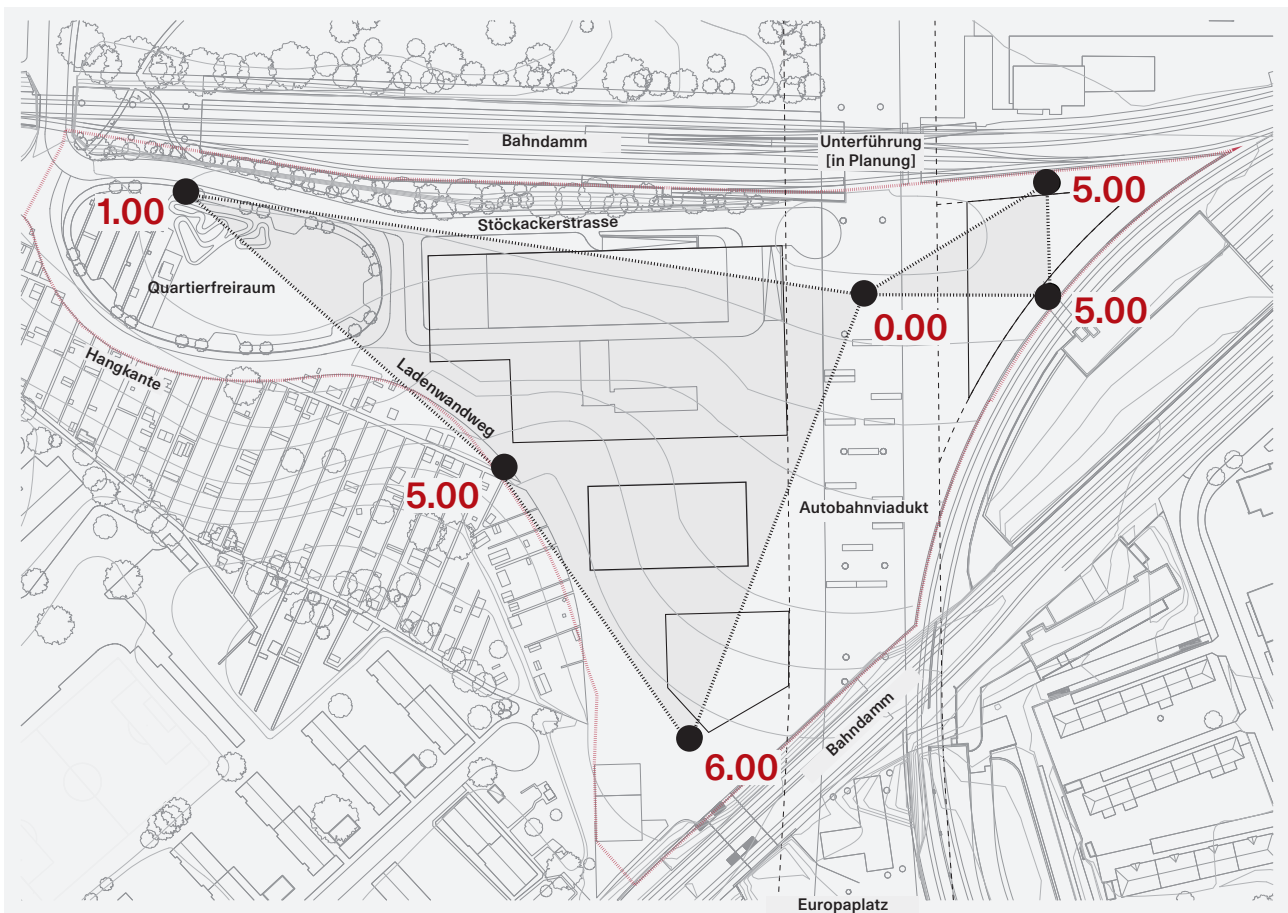 Bahndamm
Unterführung
[in Planung]
1.00
5.00
Stöckackerstrasse
Quartierfreiraum
0.00
5.00
Hangkante
Ladenwandweg
5.00
Autobahnviadukt
Bahndamm
6.00
Europaplatz